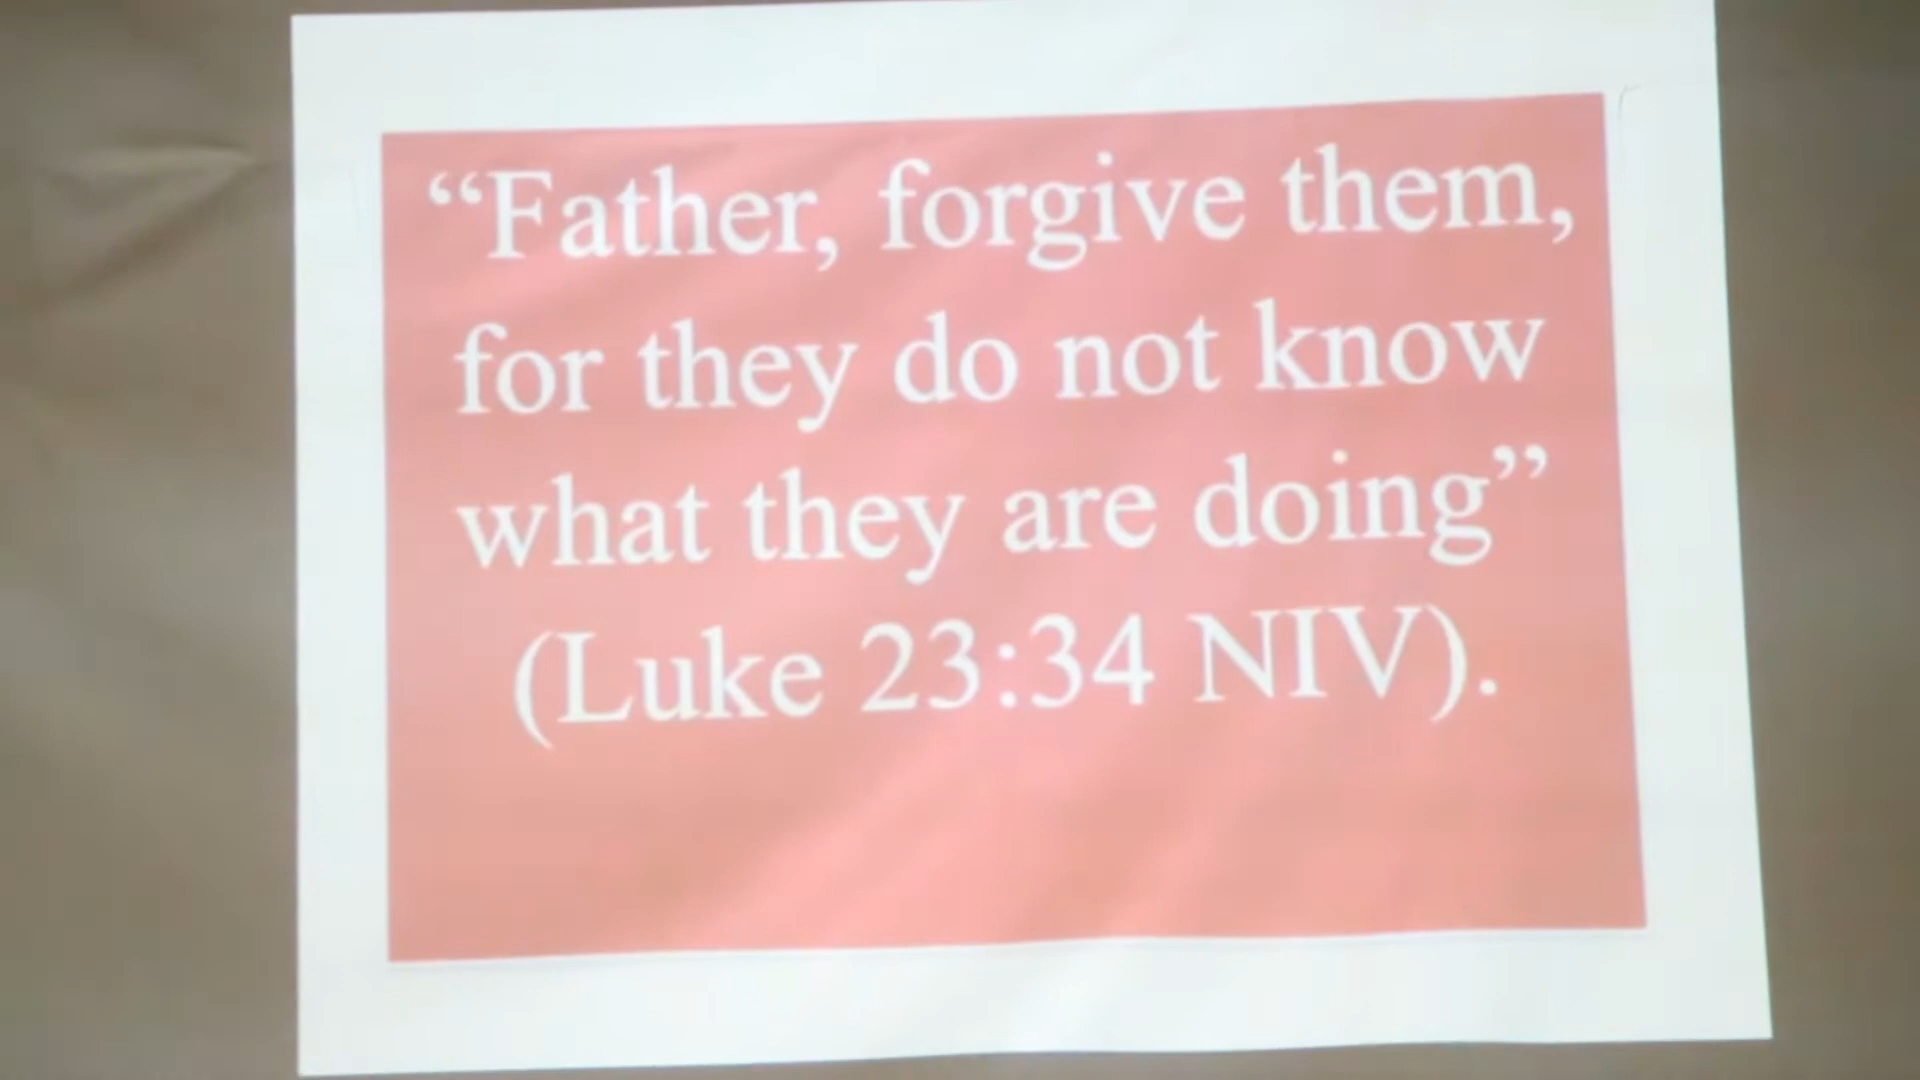 “Father, forgive them,
for they do not know
what they are doing”
(Luke 23:34 NIV).